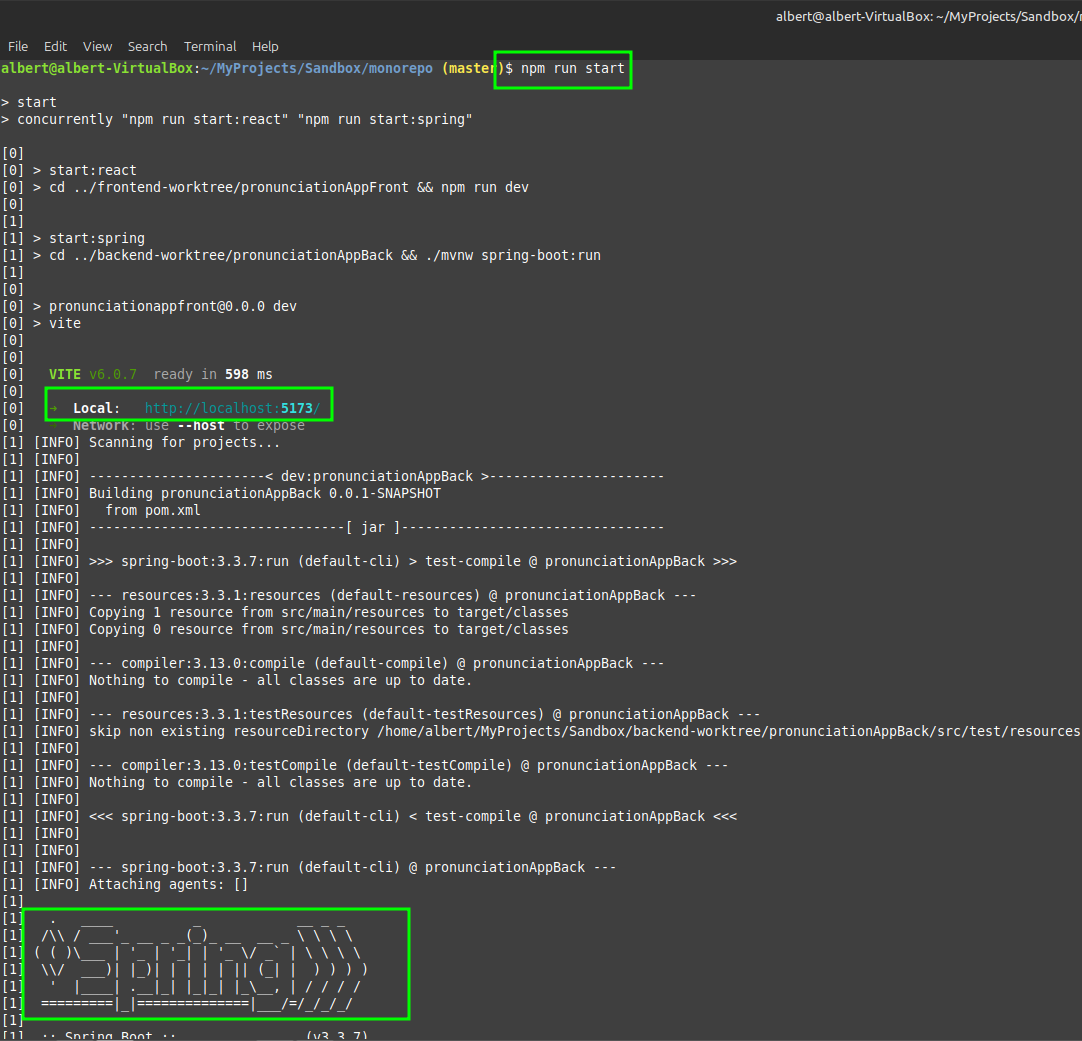 albert@albert-VirtualBox: ~/MyProjects/Sandbox/
File Edit View Search Terminal Help
albert@albert-VirtualBox:~/MyProjects/Sandbox/monorepo (master)$ npm run start
> start
> concurrently "npm run start:react" "npm run start:spring"
[0]
[0] > start:react
[0] > cd ../frontend-worktree/pronunciationAppFront && npm run dev
[0]
[1]
[1] > start:spring
[1] > cd ../backend-worktree/pronunciationAppBack && ./mvnw spring-boot:run
[1]
[0]
[0] > pronunciationappfront@0.0.0 dev
[0] > vite
[0]
[0]
[0]   VITE v6.0.7  ready in 598 ms
[0]
[0]   ➜  Local:   http://localhost:5173/
[0]      Network: use --host to expose
[1] [INFO] Scanning for projects...
[1] [INFO]
[1] [INFO] ----------------------< dev:pronunciationAppBack >----------------------
[1] [INFO] Building pronunciationAppBack 0.0.1-SNAPSHOT
[1] [INFO]   from pom.xml
[1] [INFO] --------------------------------[ jar ]---------------------------------
[1] [INFO]
[1] [INFO] >>> spring-boot:3.3.7:run (default-cli) > test-compile @ pronunciationAppBack >>>
[1] [INFO]
[1] [INFO] --- resources:3.3.1:resources (default-resources) @ pronunciationAppBack ---
[1] [INFO] Copying 1 resource from src/main/resources to target/classes
[1] [INFO] Copying 0 resource from src/main/resources to target/classes
[1] [INFO]
[1] [INFO] --- compiler:3.13.0:compile (default-compile) @ pronunciationAppBack ---
[1] [INFO] Nothing to compile - all classes are up to date.
[1] [INFO]
[1] [INFO] --- resources:3.3.1:testResources (default-testResources) @ pronunciationAppBack ---
[1] [INFO] skip non existing resourceDirectory /home/albert/MyProjects/Sandbox/backend-worktree/pronunciationAppBack/src/test/resources
[1] [INFO]
[1] [INFO] --- compiler:3.13.0:testCompile (default-testCompile) @ pronunciationAppBack ---
[1] [INFO] Nothing to compile - all classes are up to date.
[1] [INFO]
[1] [INFO] <<< spring-boot:3.3.7:run (default-cli) < test-compile @ pronunciationAppBack <<<
[1] [INFO]
[1] [INFO]
[1] [INFO] --- spring-boot:3.3.7:run (default-cli) @ pronunciationAppBack ---
[1] [INFO] Attaching agents: []
[1]
[1]   .   ____          _            __ _ _
[1]  /\\ / ___'_ __ _ _(_)_ __  __ _ \ \ \ \
[1] ( ( )\___ | '_ | '_| | '_ \/ _` | \ \ \ \
[1]  \\/  ___)| |_)| | | | | || (_| |  ) ) ) )
[1]   '  |____| .__|_| |_|_| |_\__, | / / / /
[1]  =========|_|==============|___/=/_/_/_/
[1]
[1]  :: Spring Boot ::                (v3.3.7)